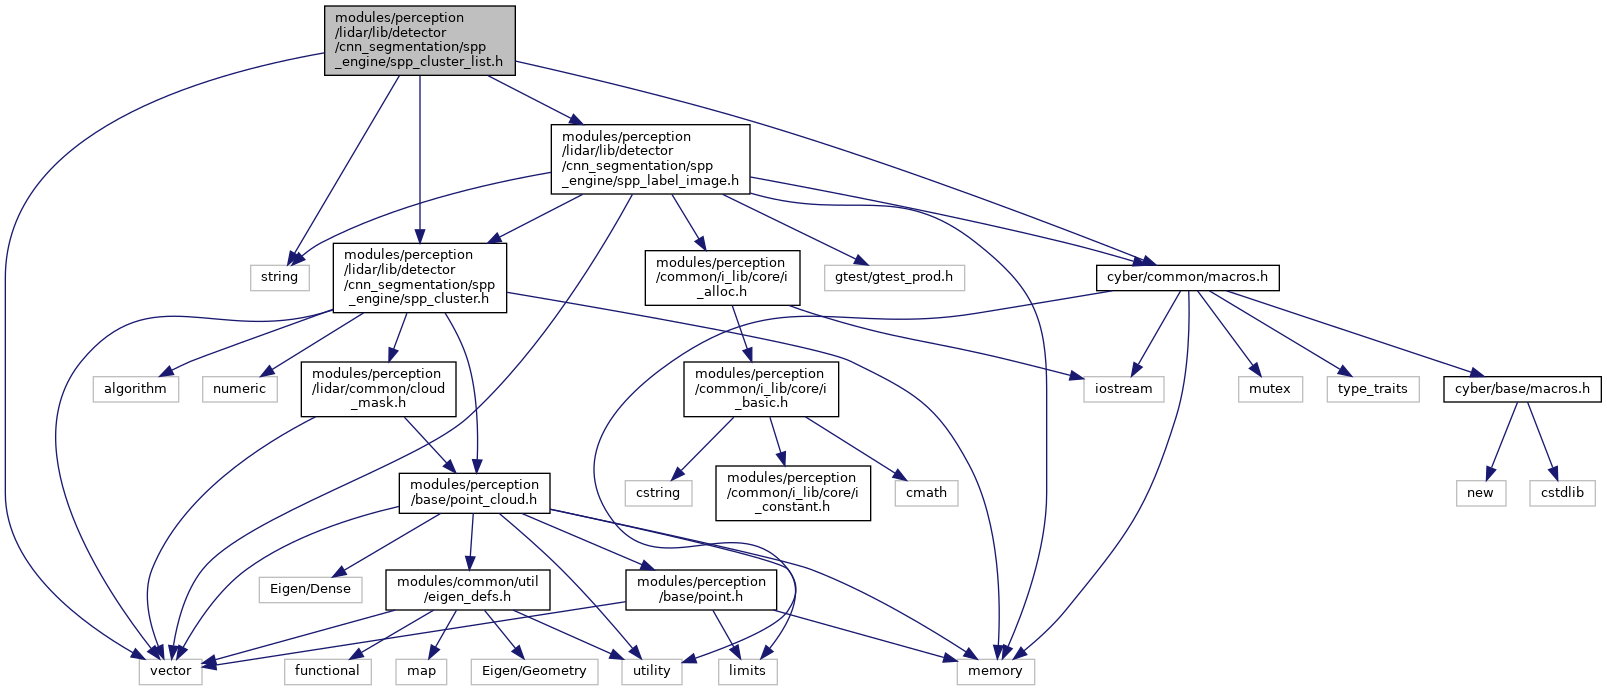 modules/perception
/lidar/lib/detector
/cnn_segmentation/spp
_engine/spp_cluster_list.h
modules/perception
/lidar/lib/detector
/cnn_segmentation/spp
_engine/spp_label_image.h
modules/perception
/lidar/lib/detector
/cnn_segmentation/spp
_engine/spp_cluster.h
string
modules/perception
/common/i_lib/core/i
_alloc.h
gtest/gtest_prod.h
cyber/common/macros.h
algorithm
numeric
modules/perception
/lidar/common/cloud
_mask.h
modules/perception
/common/i_lib/core/i
_basic.h
iostream
mutex
type_traits
cyber/base/macros.h
modules/perception
/base/point_cloud.h
cstring
modules/perception
/common/i_lib/core/i
_constant.h
cmath
new
cstdlib
Eigen/Dense
modules/common/util
/eigen_defs.h
modules/perception
/base/point.h
vector
functional
map
Eigen/Geometry
utility
limits
memory